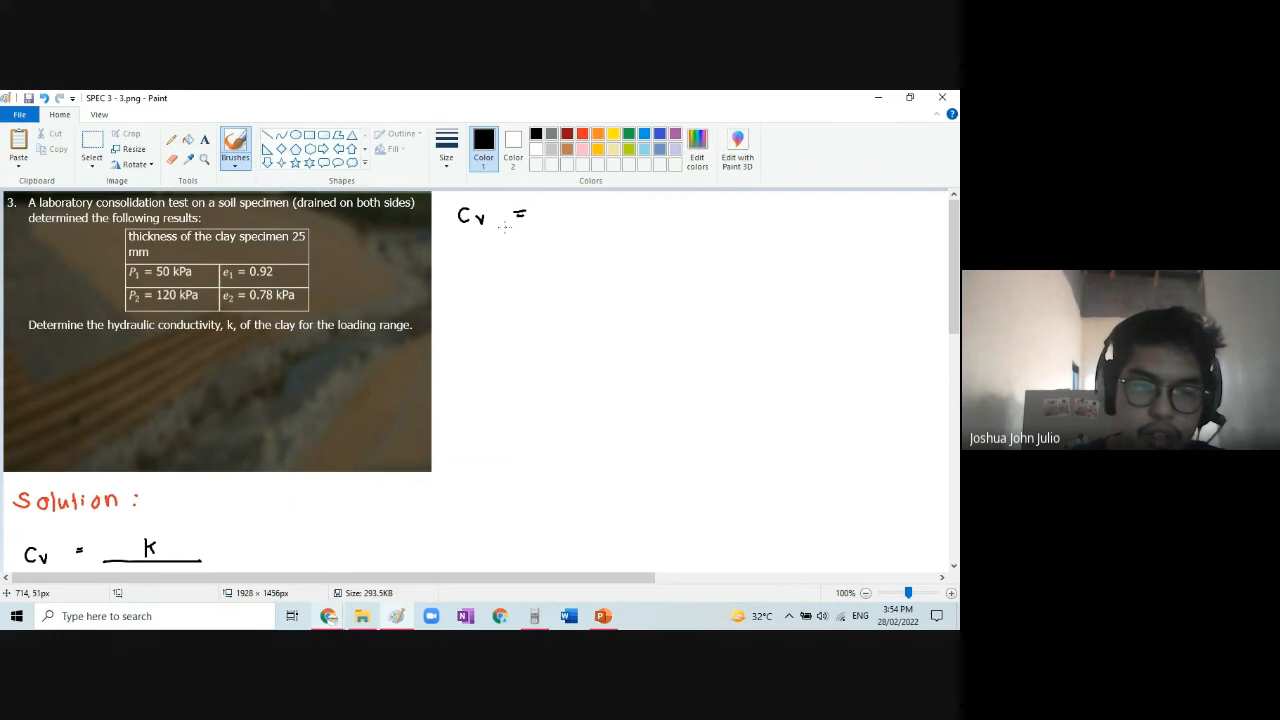 SPEC 3 - 3.png - Paint
File Home View
Paste
Cut
Copy
Clipboard
Select
Crop
Resize
Rotate
Image
Tools
Brushes
Outline
Fill
Shapes
Size
Color 1
Color 2
Edit colors
Edit with Paint 3D
Colors
3. A laboratory consolidation test on a soil specimen (drained on both sides)
determined the following results:
thickness of the clay specimen 25
mm
P₁ = 50 kPa e₁ = 0.92
P₂ = 120 kPa e₂ = 0.78 kPa
Determine the hydraulic conductivity, k, of the clay for the loading range.
Cv =
Solution :
Cv = k
Joshua John Julio
714, 51px
1928 × 1456px
Size: 293.5KB
100%
Type here to search
32°C
ENG
3:54 PM
28/02/2022